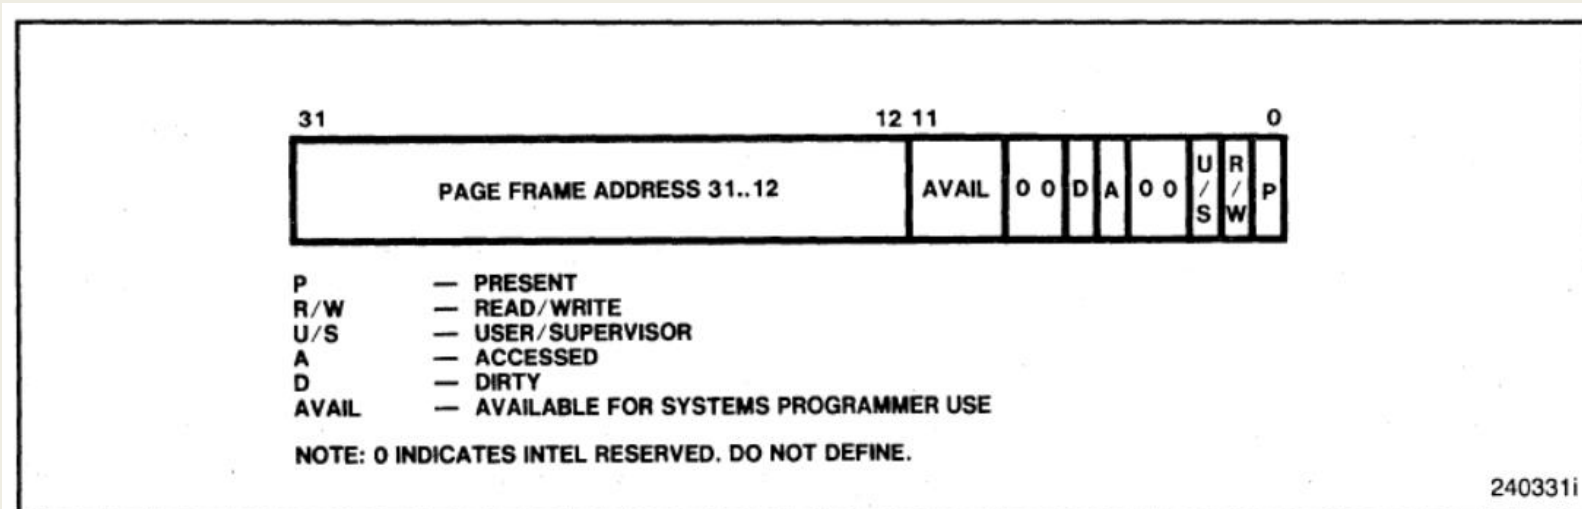 31 12 11 0
PAGE FRAME ADDRESS 31..12 AVAIL 0 0 D A 0 0 U/S R/W P
P — PRESENT
R/W — READ/WRITE
U/S — USER/SUPERVISOR
A — ACCESSED
D — DIRTY
AVAIL — AVAILABLE FOR SYSTEMS PROGRAMMER USE
NOTE: 0 INDICATES INTEL RESERVED. DO NOT DEFINE.
240331i